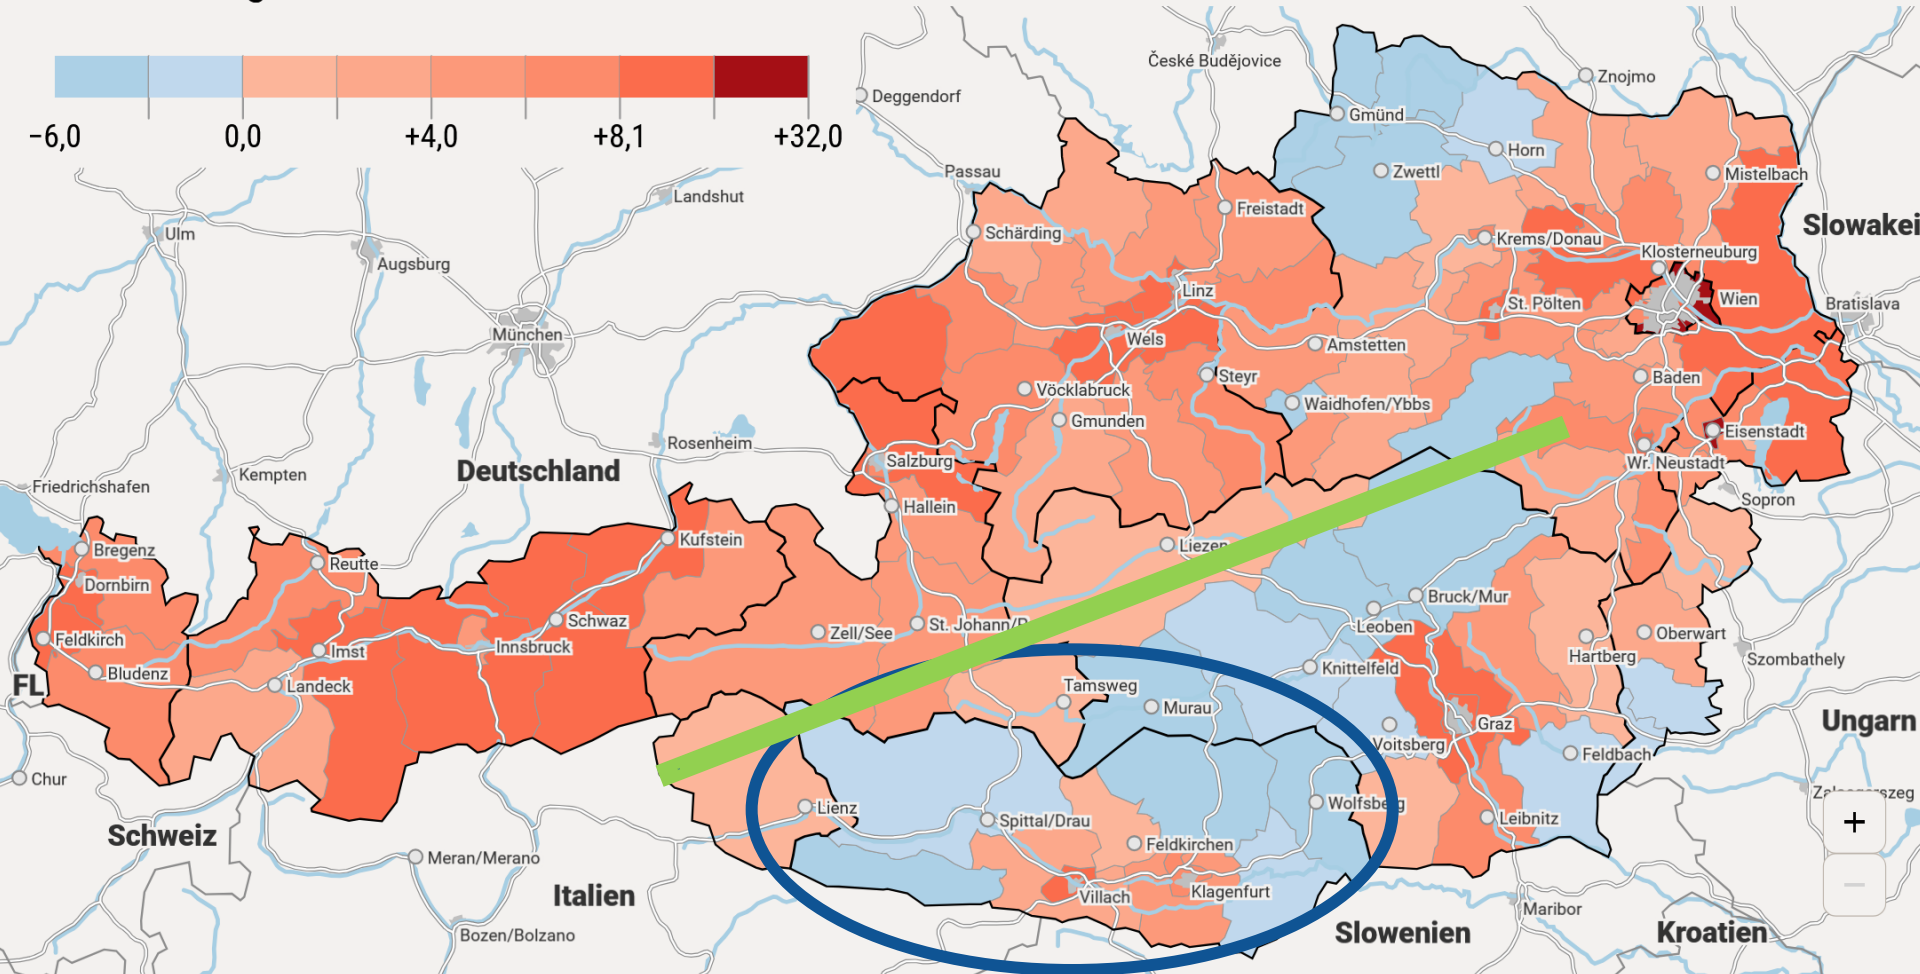 −6,0 0,0 +4,0 +8,1 +32,0
České Budějovice
Znojmo
Deggendorf
Gmünd
Horn
Passau
Zwettl
Mistelbach
Landshut
Freistadt
Slowakei
Ulm
Schärding
Krems/Donau
Klosterneuburg
Augsburg
Linz
St. Pölten
Wien
Bratislava
München
Wels
Amstetten
Steyr
Baden
Vöcklabruck
Waidhofen/Ybbs
Gmunden
Eisenstadt
Rosenheim
Salzburg
Wr. Neustadt
Deutschland
Kempten
Friedrichshafen
Hallein
Sopron
Kufstein
Liezen
Bregenz
Reutte
Dornbirn
Bruck/Mur
Schwaz
Leoben
Zell/See
St. Johann/P
Oberwart
Feldkirch
Innsbruck
Imst
Hartberg
Szombathely
Knittelfeld
Bludenz
FL
Landeck
Tamsweg
Murau
Graz
Ungarn
Voitsberg
Feldbach
Chur
Lienz
Wolfsberg
Spittal/Drau
Leibnitz
+
Schweiz
Feldkirchen
Meran/Merano
−
Klagenfurt
Italien
Villach
Maribor
Slowenien
Kroatien
Bozen/Bolzano